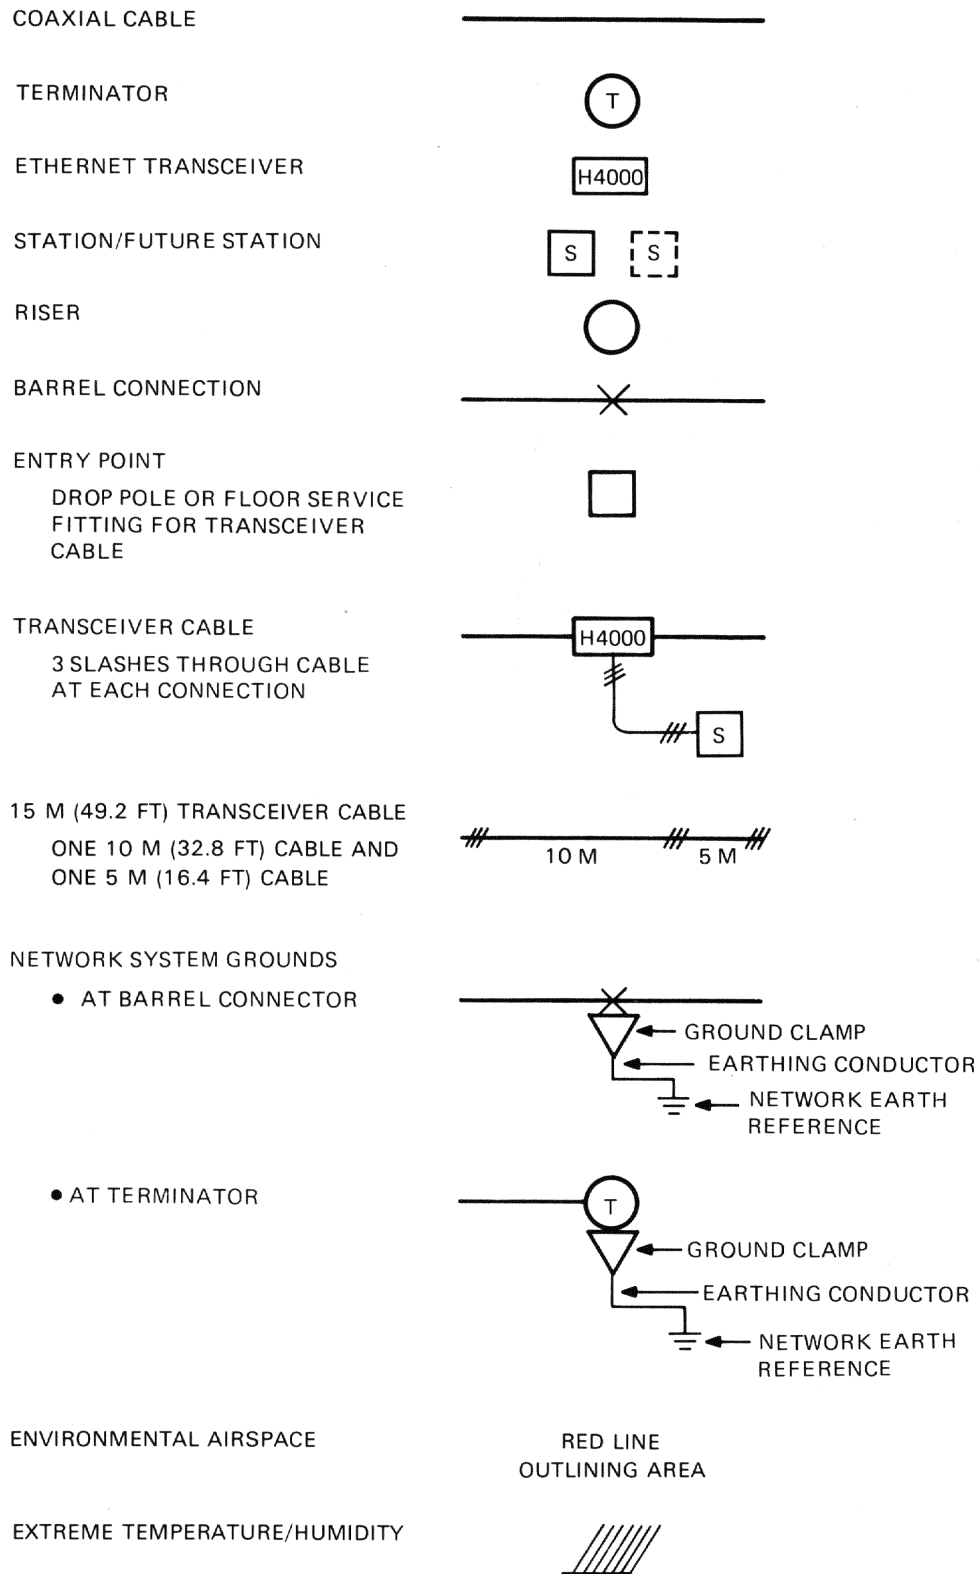 COAXIAL CABLE
TERMINATOR
T
ETHERNET TRANSCEIVER
H4000
STATION/FUTURE STATION
S S
RISER
BARREL CONNECTION
ENTRY POINT
DROP POLE OR FLOOR SERVICE
FITTING FOR TRANSCEIVER
CABLE
TRANSCEIVER CABLE
H4000
3 SLASHES THROUGH CABLE
AT EACH CONNECTION
S
15 M (49.2 FT) TRANSCEIVER CABLE
ONE 10 M (32.8 FT) CABLE AND
ONE 5 M (16.4 FT) CABLE
10 M 5 M
NETWORK SYSTEM GROUNDS
• AT BARREL CONNECTOR
GROUND CLAMP
EARTHING CONDUCTOR
NETWORK EARTH
REFERENCE
• AT TERMINATOR
T
GROUND CLAMP
EARTHING CONDUCTOR
NETWORK EARTH
REFERENCE
ENVIRONMENTAL AIRSPACE
RED LINE
OUTLINING AREA
EXTREME TEMPERATURE/HUMIDITY